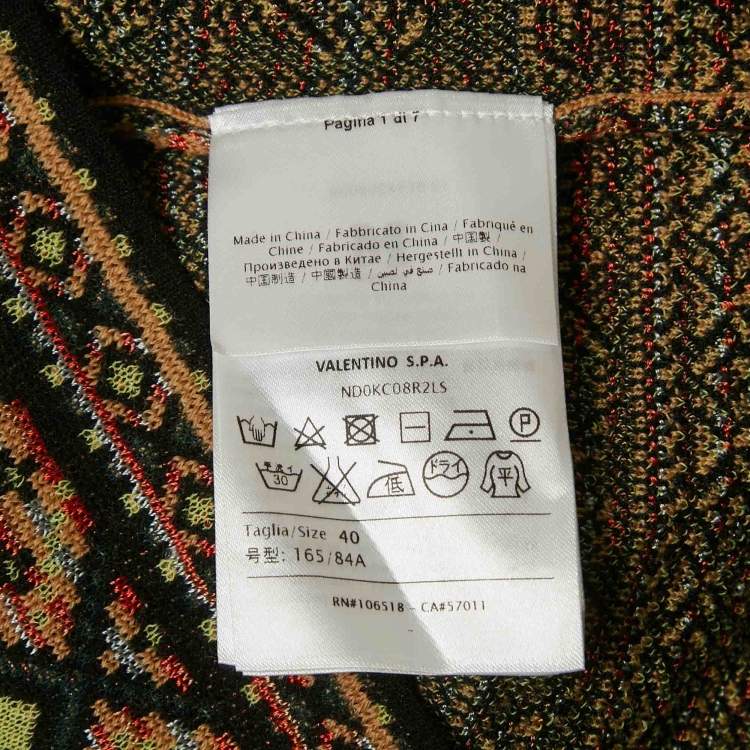 Pagina 1 di 7
Made in China / Fabbricato in Cina / Fabriqué en
Chine / Fabricado en China / 中国製 /
Произведено в Китае / Hergestellt in China /
中国制造 / 中國製造 / صنع في لصين / Fabricado na
China
VALENTINO S.P.A.
ND0KC08R2LS
P
30 ドライ 平
低
Taglia/Size 40
号型: 165/84A
RN#106518 - CA#57011